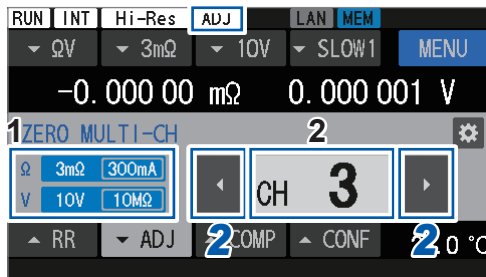 RUN INT Hi-Res ADJ LAN MEM
ΩV 3mΩ 10V SLOW1 MENU
-0.000 00 mΩ 0.000 001 V
1 ZERO MULTI-CH 2
Ω 3mΩ 300mA
V 10V 10MΩ
CH 3
2 2
RR ADJ COMP CONF .0 °C